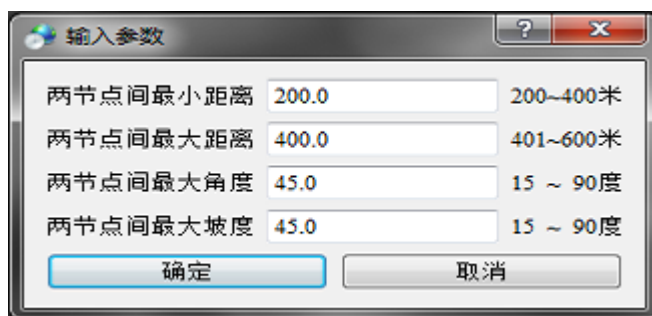 输入参数
两节点间最小距离 200.0 200~400米
两节点间最大距离 400.0 401~600米
两节点间最大角度 45.0 15 ~ 90度
两节点间最大坡度 45.0 15 ~ 90度
确定 取消